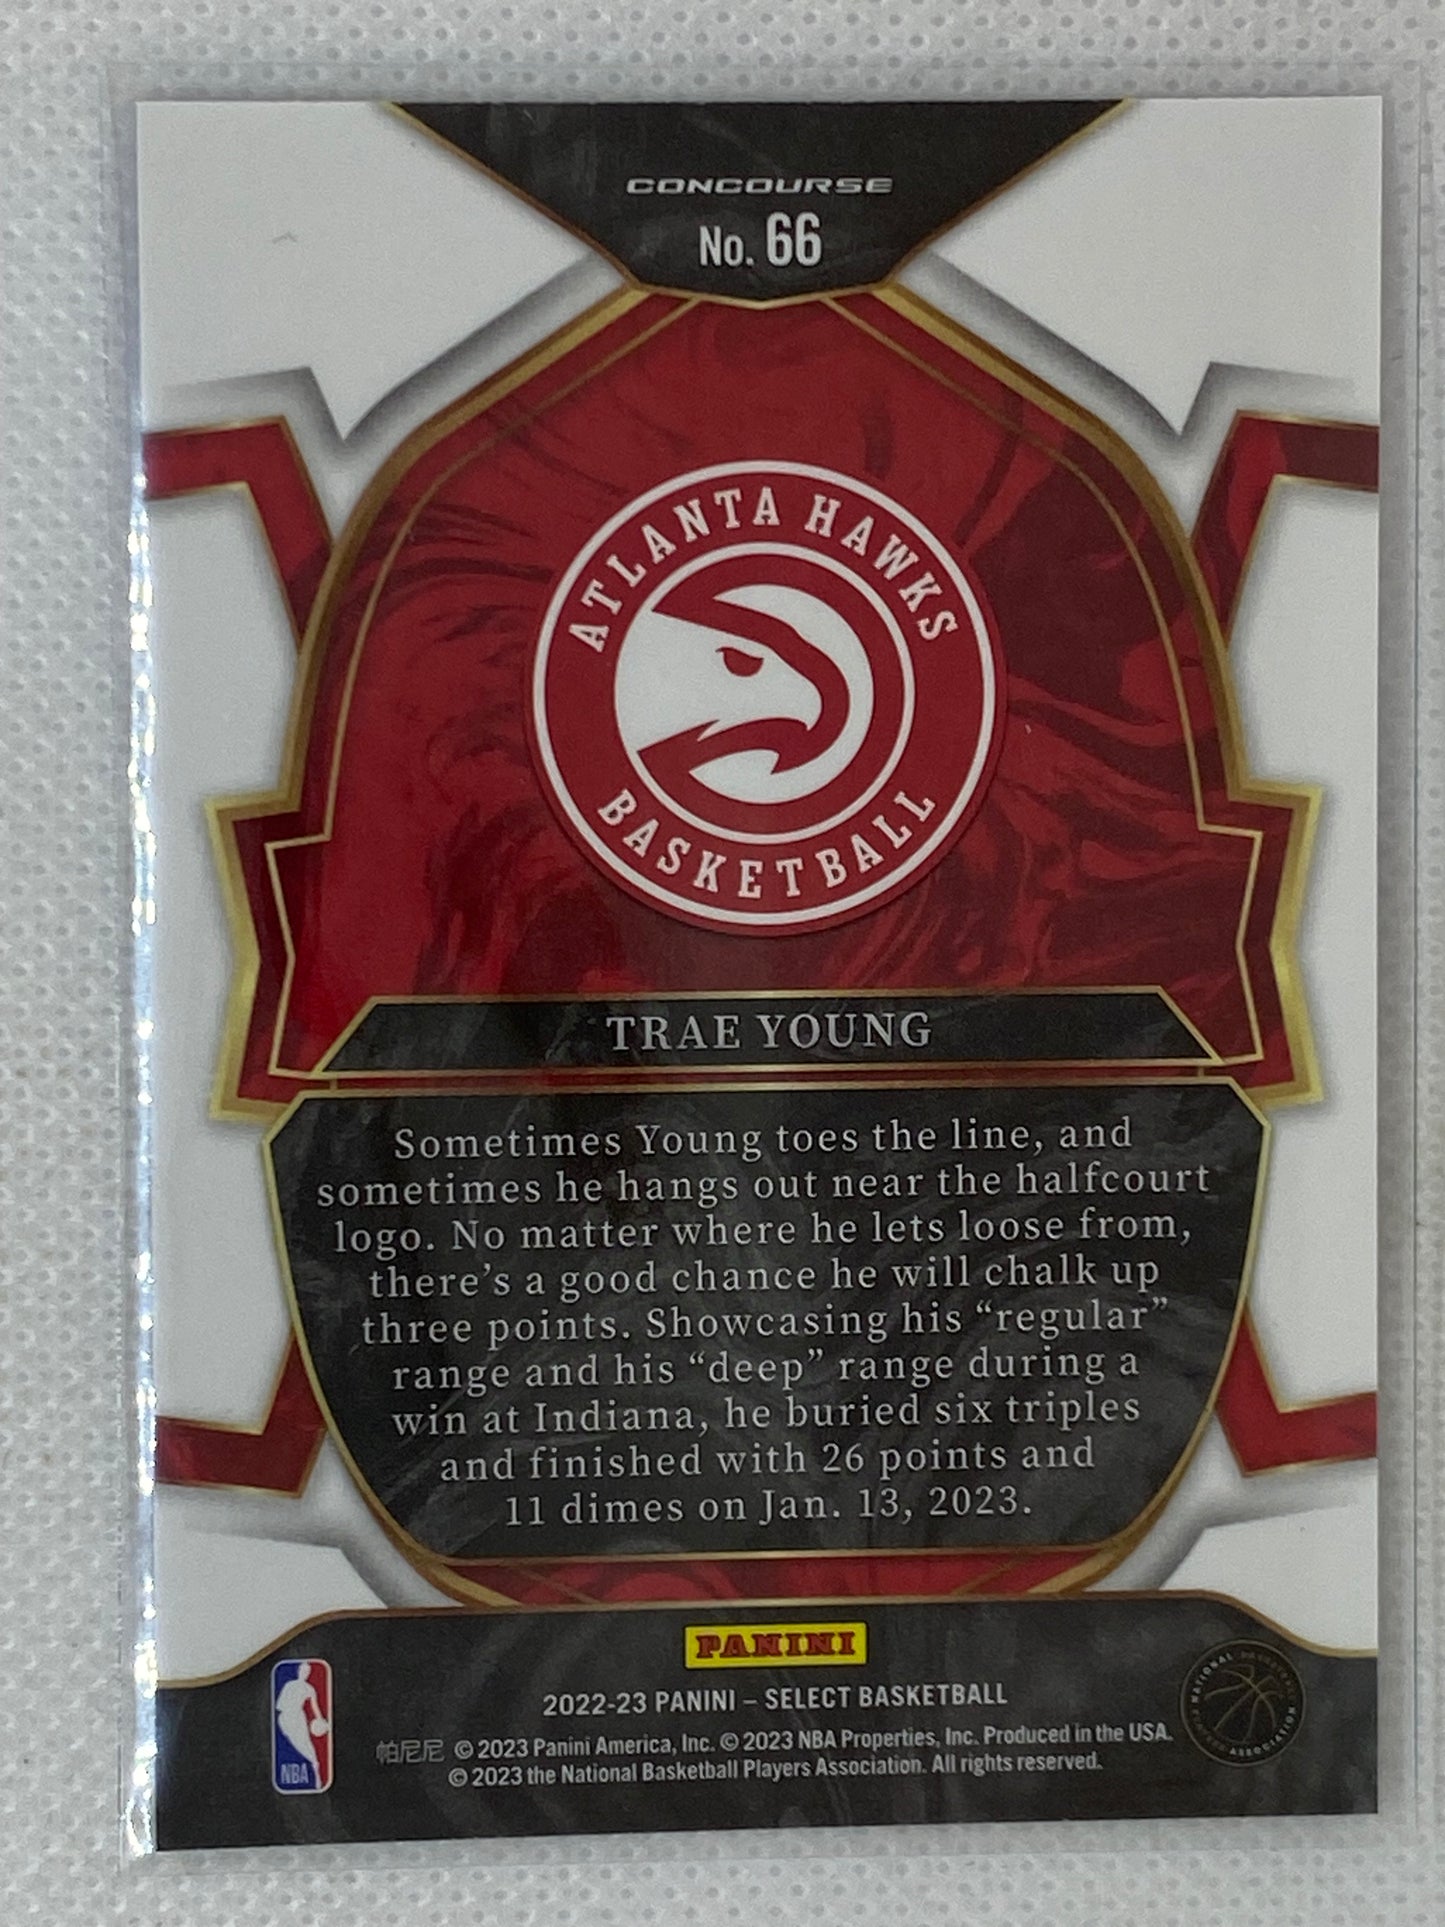 CONCOURSE
No. 66
ATLANTA HAWKS
BASKETBALL
TRAE YOUNG
Sometimes Young toes the line, and
sometimes he hangs out near the halfcourt
logo. No matter where he lets loose from,
there's a good chance he will chalk up
three points. Showcasing his “regular”
range and his “deep” range during a
win at Indiana, he buried six triples
and finished with 26 points and
11 dimes on Jan. 13, 2023.
PANINI
2022-23 PANINI – SELECT BASKETBALL
帕尼尼 © 2023 Panini America, Inc. © 2023 NBA Properties, Inc. Produced in the USA.
© 2023 the National Basketball Players Association. All rights reserved.
NBA
NATIONAL BASKETBALL
PLAYERS ASSOCIATION